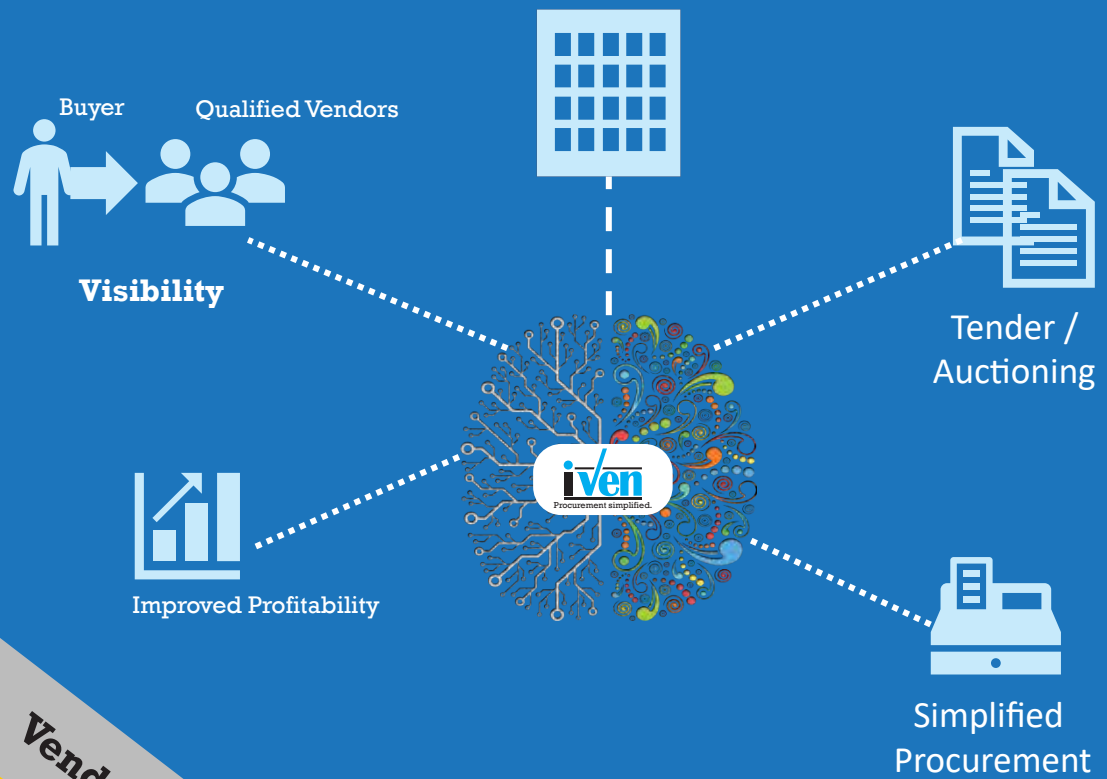 Buyer
Qualified Vendors
Visibility
Tender /
Auctioning
iven
Procurement simplified.
Improved Profitability
Simplified
Procurement